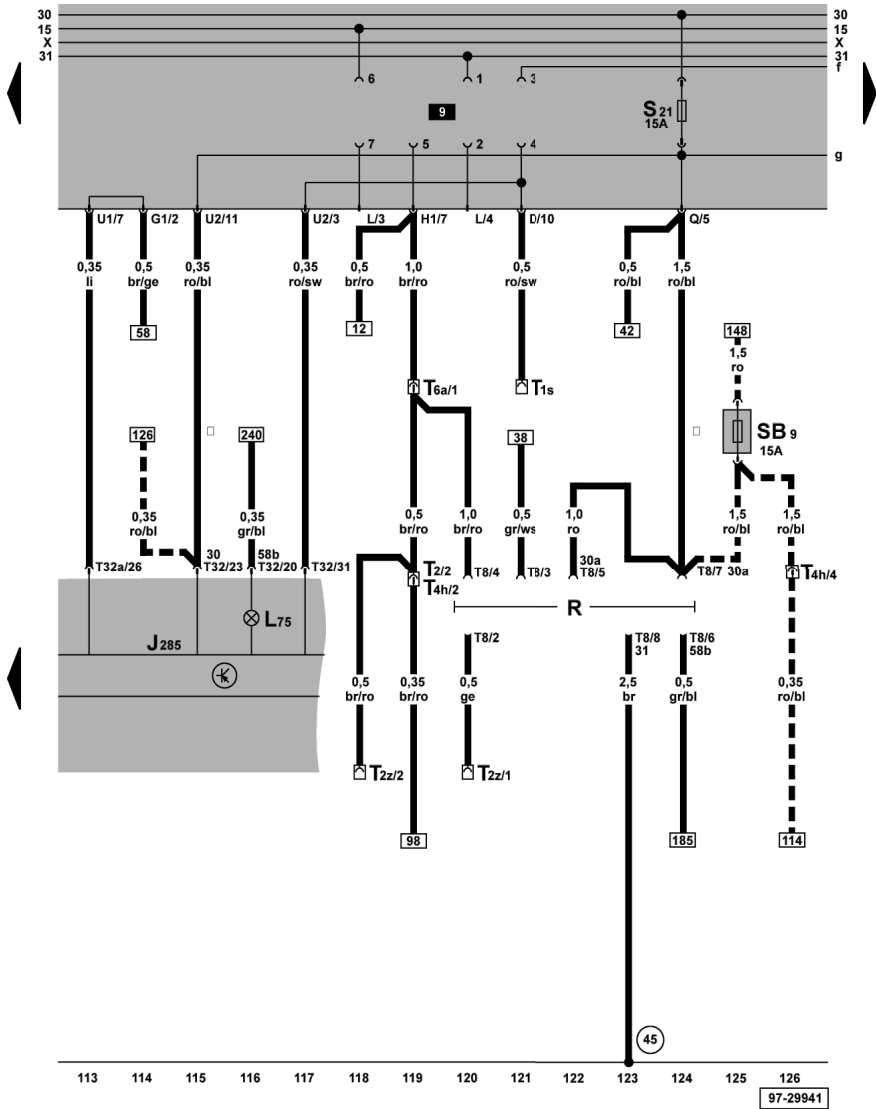 30 30
15 15
X X
31 31
f
6 1 3
9
S21
15A
7 5 2 4
g
U1/7 G1/2 U2/11 U2/3 L/3 H1/7 L/4 D/10 Q/5
0,35 0,5 0,35 0,35 0,5 1,0 0,5 0,5 1,5
li br/ge ro/bl ro/sw br/ro br/ro ro/sw ro/bl ro/bl
58 12 42 148
1,5
ro
T6a/1 T1s
126 240 38 SB9
15A
0,35 0,35 0,5 1,0 0,5 1,0 1,5 1,5
ro/bl gr/bl br/ro br/ro gr/ws ro ro/bl ro/bl
30 58b 30a
T32a/26 T32/23 T32/20 T32/31 T2/2 T8/4 T8/3 T8/5 T8/7 30a T4h/4
T4h/2
R
L75
J285
T8/2 T8/8 T8/6
31 58b
0,5 0,35 0,5 2,5 0,5 0,35
br/ro br/ro ge br gr/bl ro/bl
T2z/2 T2z/1
98 185 114
45
113 114 115 116 117 118 119 120 121 122 123 124 125 126
97-29941